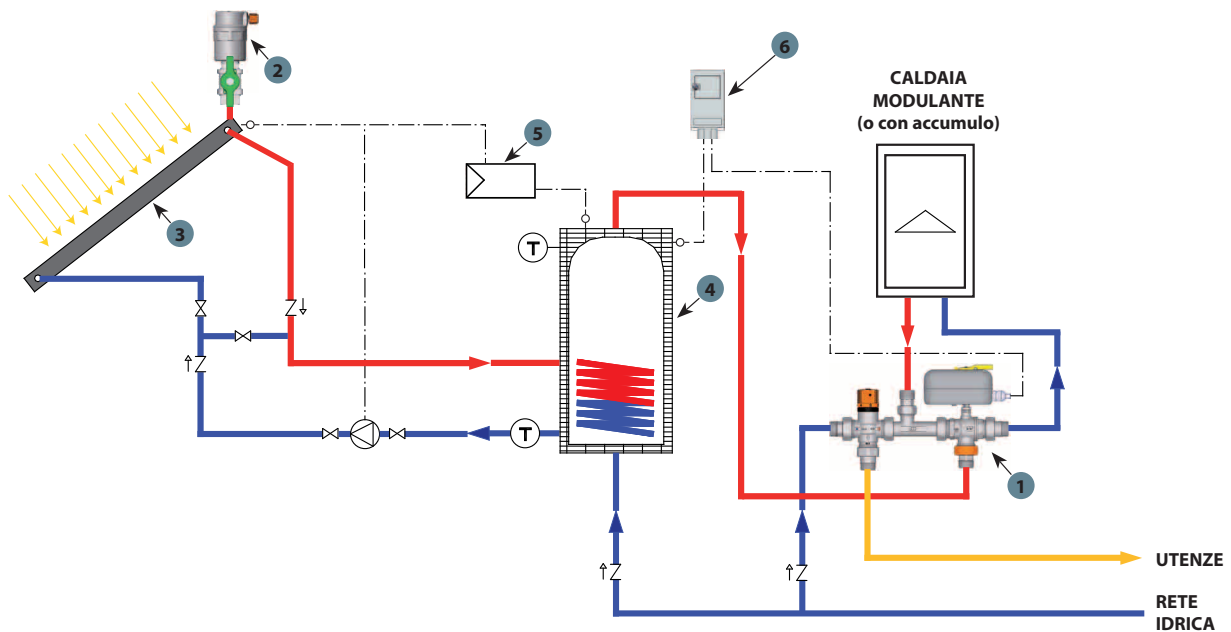 2
6
CALDAIA
MODULANTE
(o con accumulo)
5
3
T
4
T
1
UTENZE
RETE
IDRICA